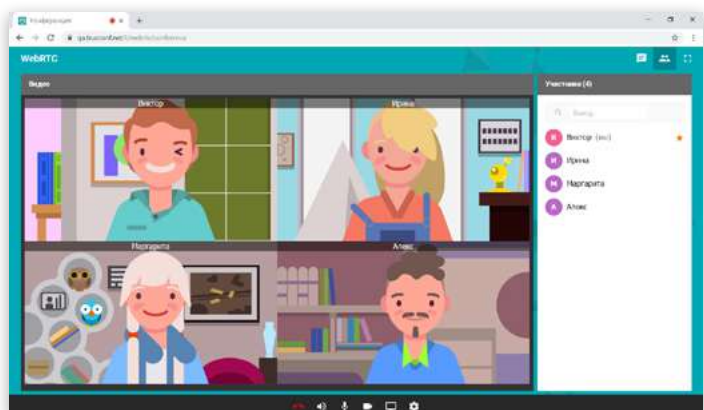 Конференция
WebRTC
Видео
Виктор
Ирина
Маргарита
Алекс
Участники (4)
Виктор (вы)
Ирина
Маргарита
Алекс